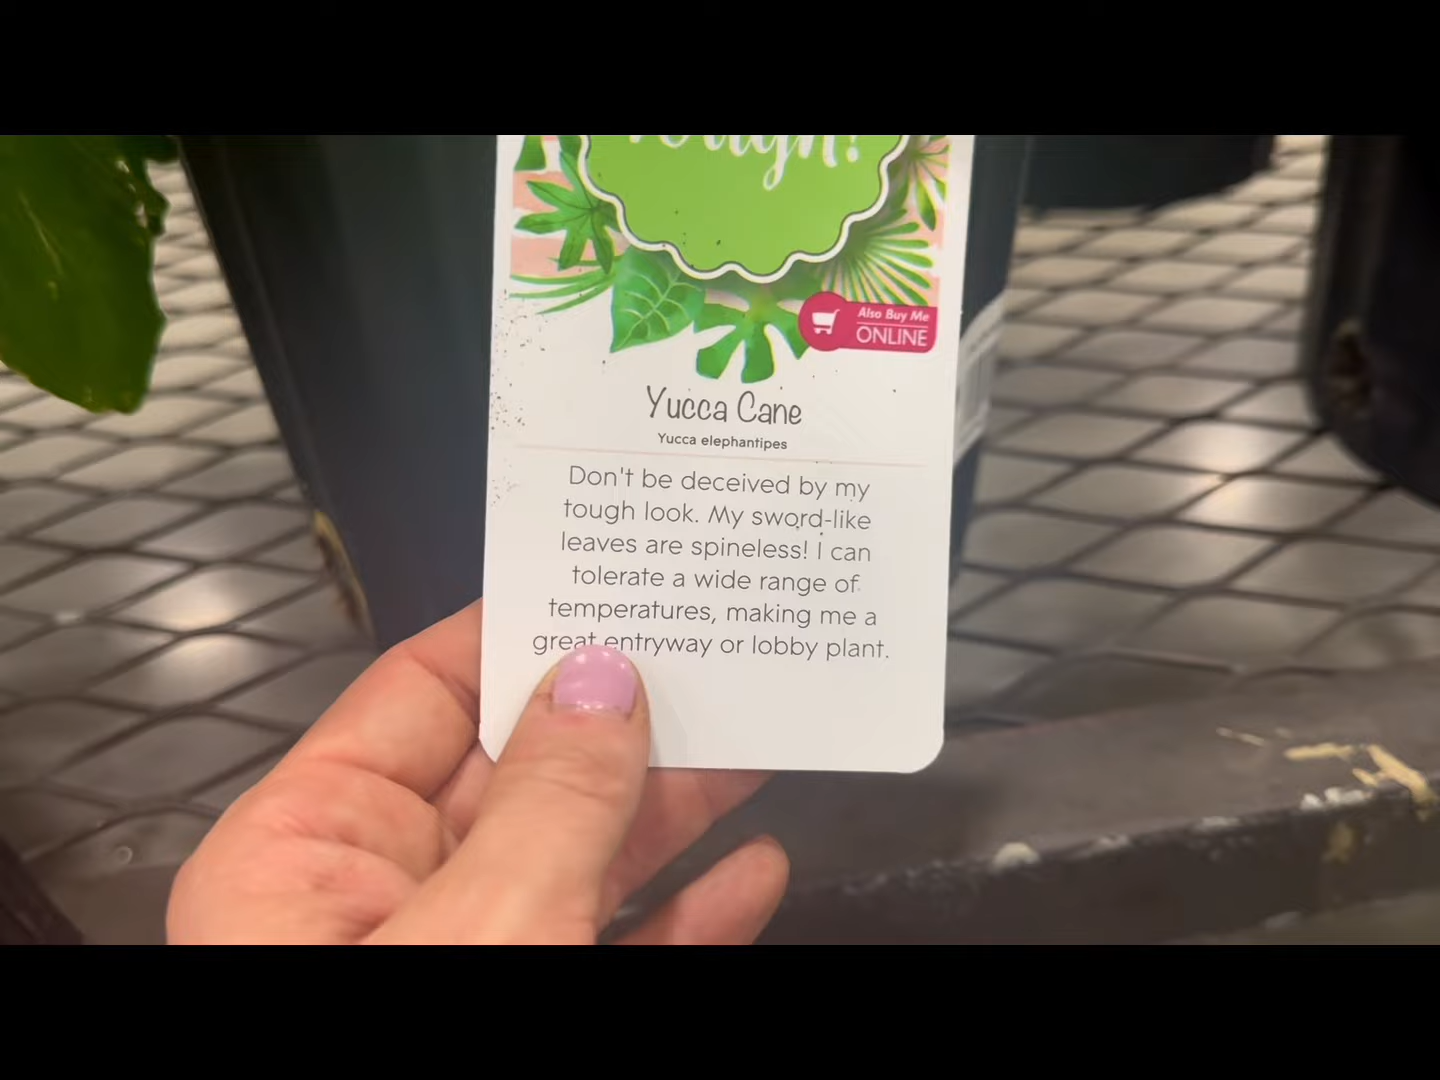 Tough!
Also Buy Me
ONLINE
Yucca Cane
Yucca elephantipes
Don't be deceived by my
tough look. My sword-like
leaves are spineless! I can
tolerate a wide range of
temperatures, making me a
great entryway or lobby plant.